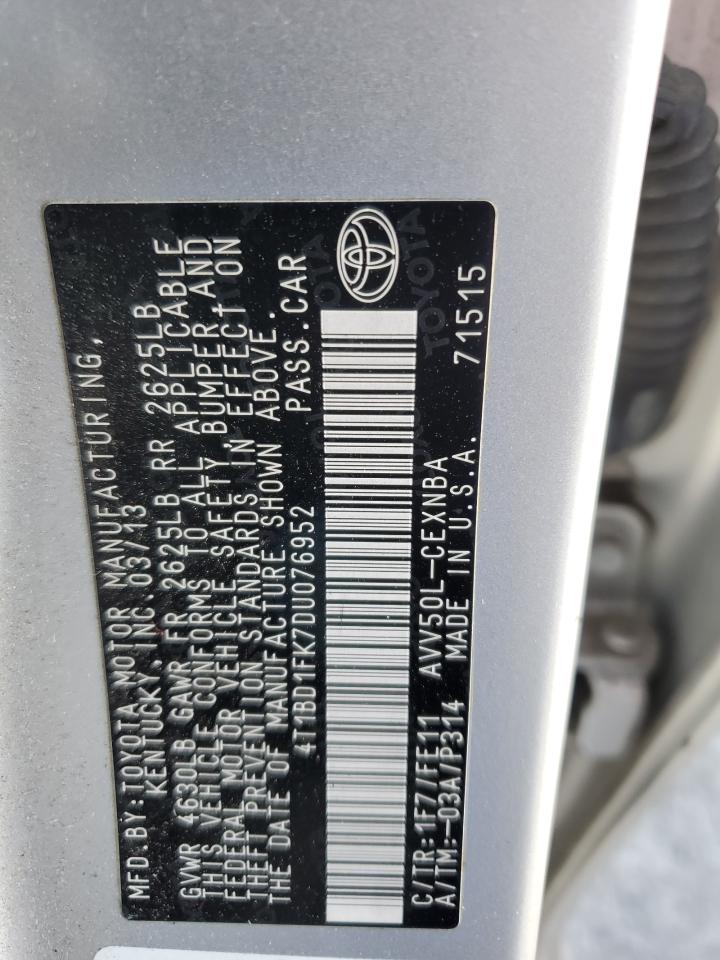 MFD.BY:TOYOTA MOTOR MANUFACTURING,
KENTUCKY, INC. 03/13
GVWR 4630LB GAWR FR 2625LB RR 2625LB
THIS VEHICLE CONFORMS TO ALL APPLICABLE
FEDERAL MOTOR VEHICLE SAFETY, BUMPER, AND
THEFT PREVENTION STANDARDS IN EFFECT ON
THE DATE OF MANUFACTURE SHOWN ABOVE.
4T1BD1FK7DU076952 PASS.CAR
C/TR:1F7/FE11 AVV50L-CEXNBA
A/TM:-03A/P314 MADE IN U.S.A. 71515
TOYOTA